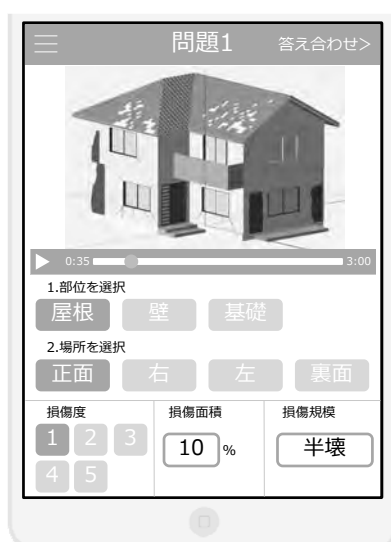 問題1 答え合わせ>
0:35 3:00
1.部位を選択
屋根 壁 基礎
2.場所を選択
正面 右 左 裏面
損傷度 損傷面積 損傷規模
1 2 3 10 % 半壊
4 5